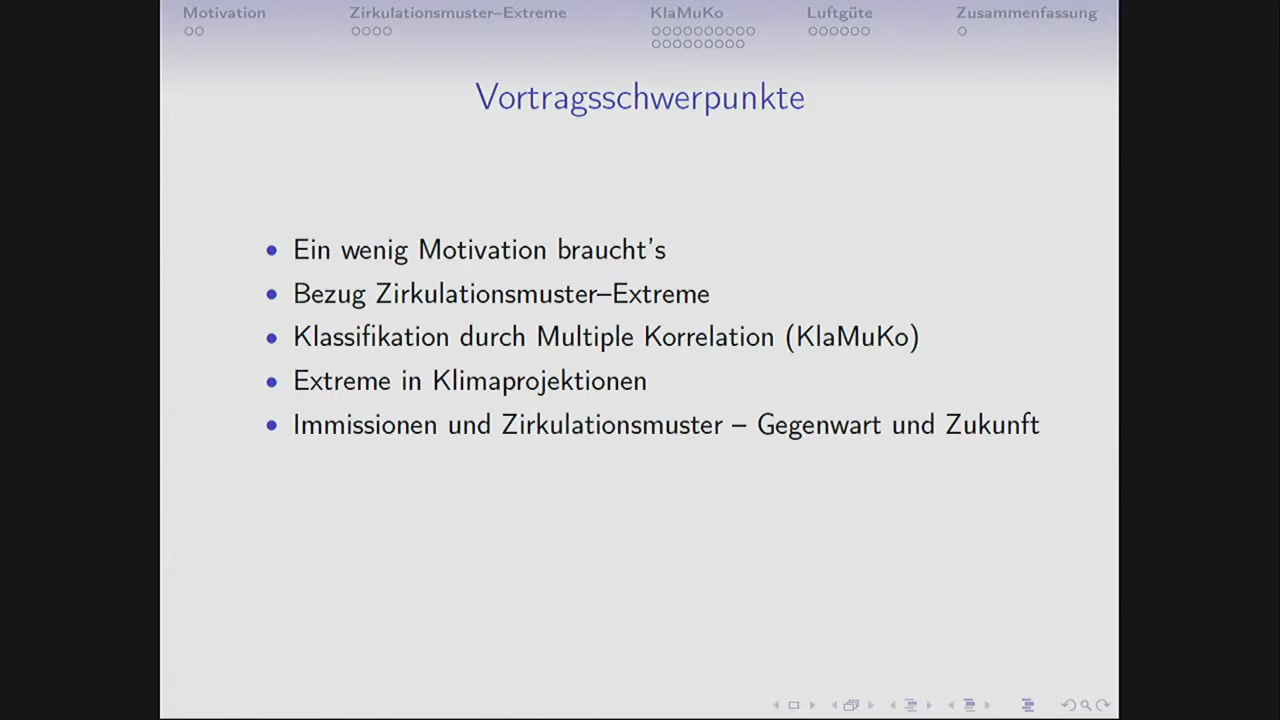 Motivation Zirkulationsmuster–Extreme KlaMuKo Luftgüte Zusammenfassung
Vortragsschwerpunkte
• Ein wenig Motivation braucht's
• Bezug Zirkulationsmuster–Extreme
• Klassifikation durch Multiple Korrelation (KlaMuKo)
• Extreme in Klimaprojektionen
• Immissionen und Zirkulationsmuster – Gegenwart und Zukunft